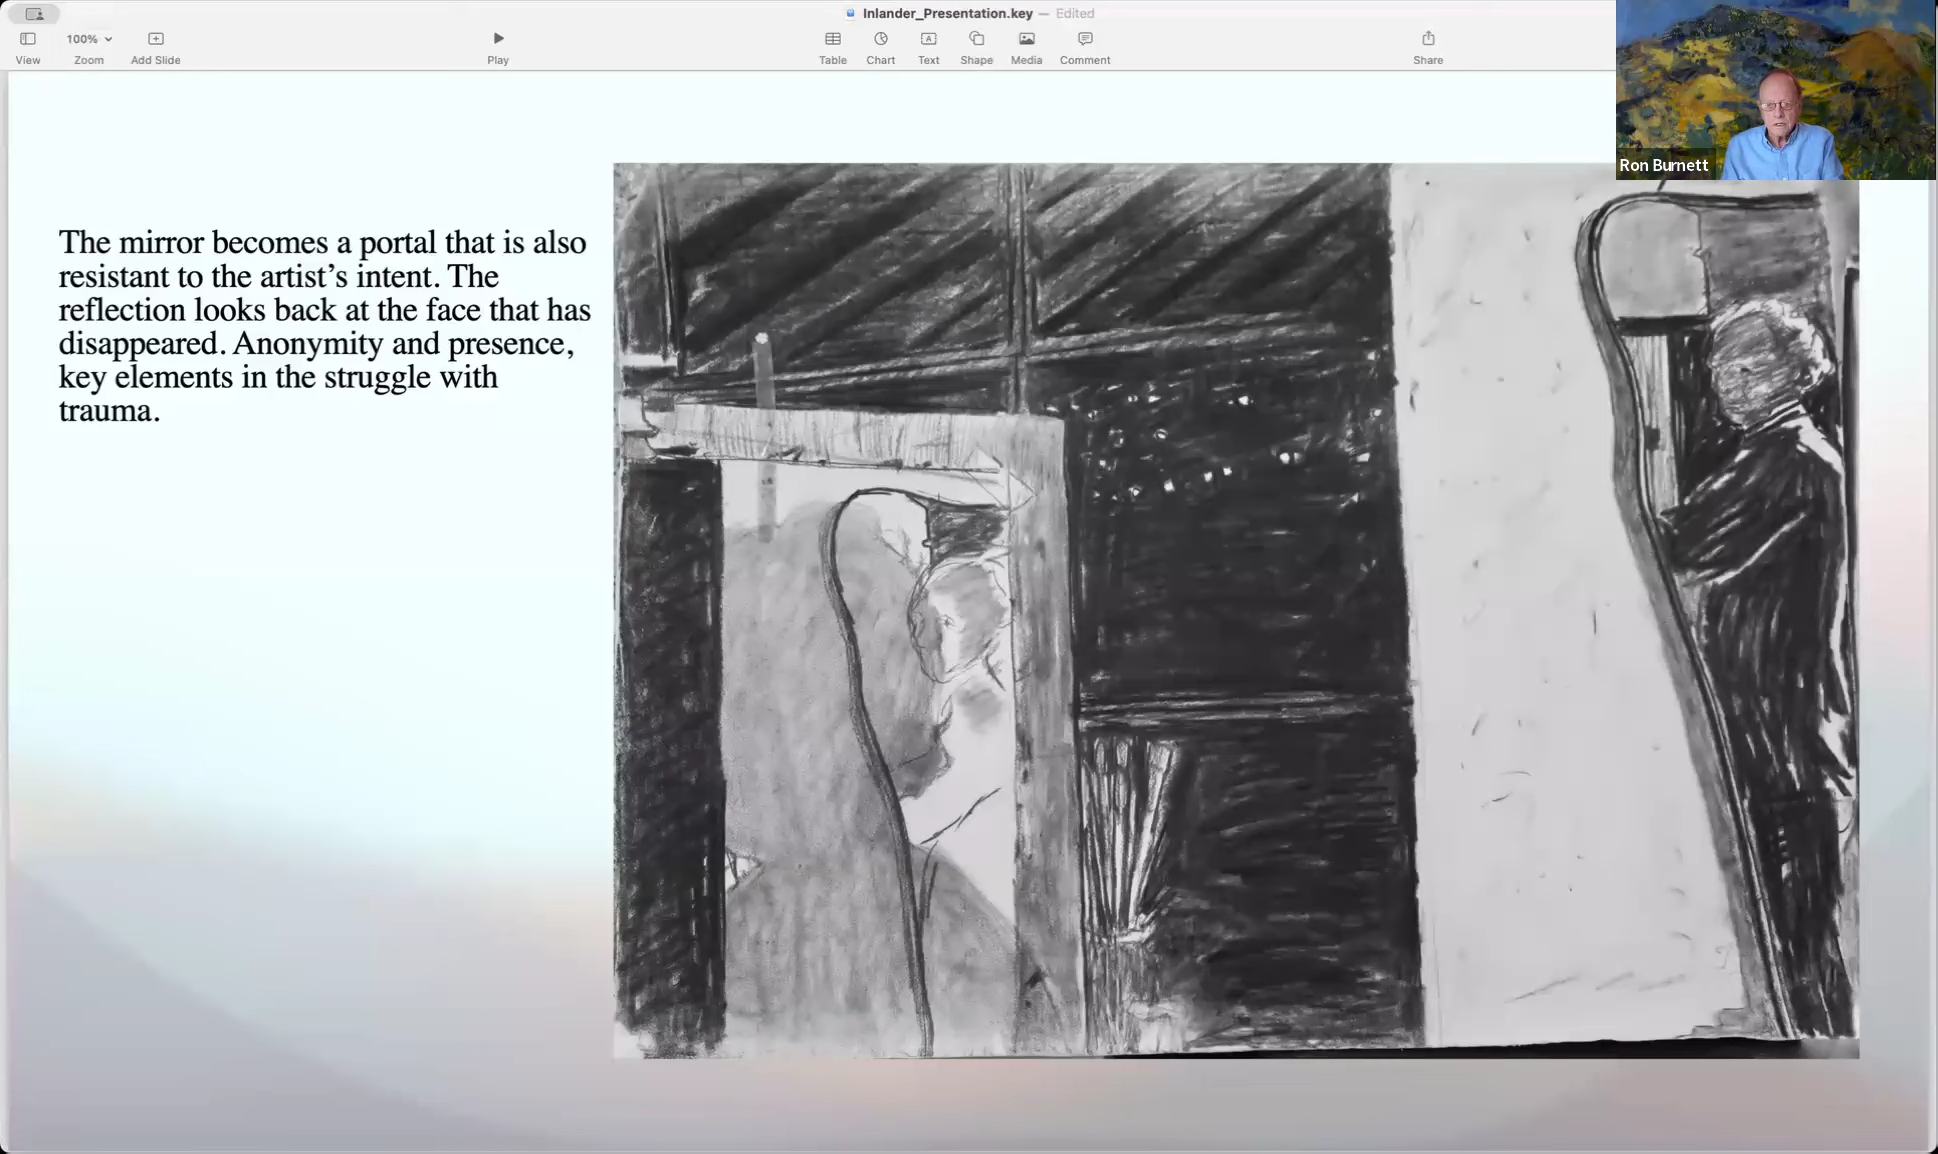 Inlander_Presentation.key — Edited
100%
View
Zoom
Add Slide
Play
Table
Chart
Text
Shape
Media
Comment
Share
Ron Burnett
The mirror becomes a portal that is also
resistant to the artist’s intent. The
reflection looks back at the face that has
disappeared. Anonymity and presence,
key elements in the struggle with
trauma.